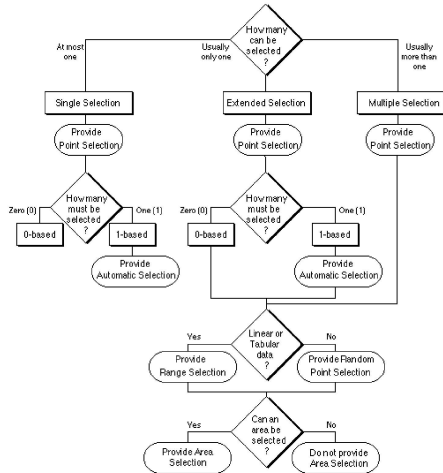 How many
can be
selected
?
At most
one
Usually
only one
Usually
more than
one
Single Selection
Extended Selection
Multiple Selection
Provide
Point Selection
Provide
Point Selection
Provide
Point Selection
How many
must be
selected
?
Zero (0)
One (1)
0-based
1-based
Provide
Automatic Selection
How many
must be
selected
?
Zero (0)
One (1)
0-based
1-based
Provide
Automatic Selection
Linear or
Tabular
data
?
Yes
No
Provide
Range Selection
Provide Random
Point Selection
Can an
area be
selected
?
Yes
No
Provide Area
Selection
Do not provide
Area Selection